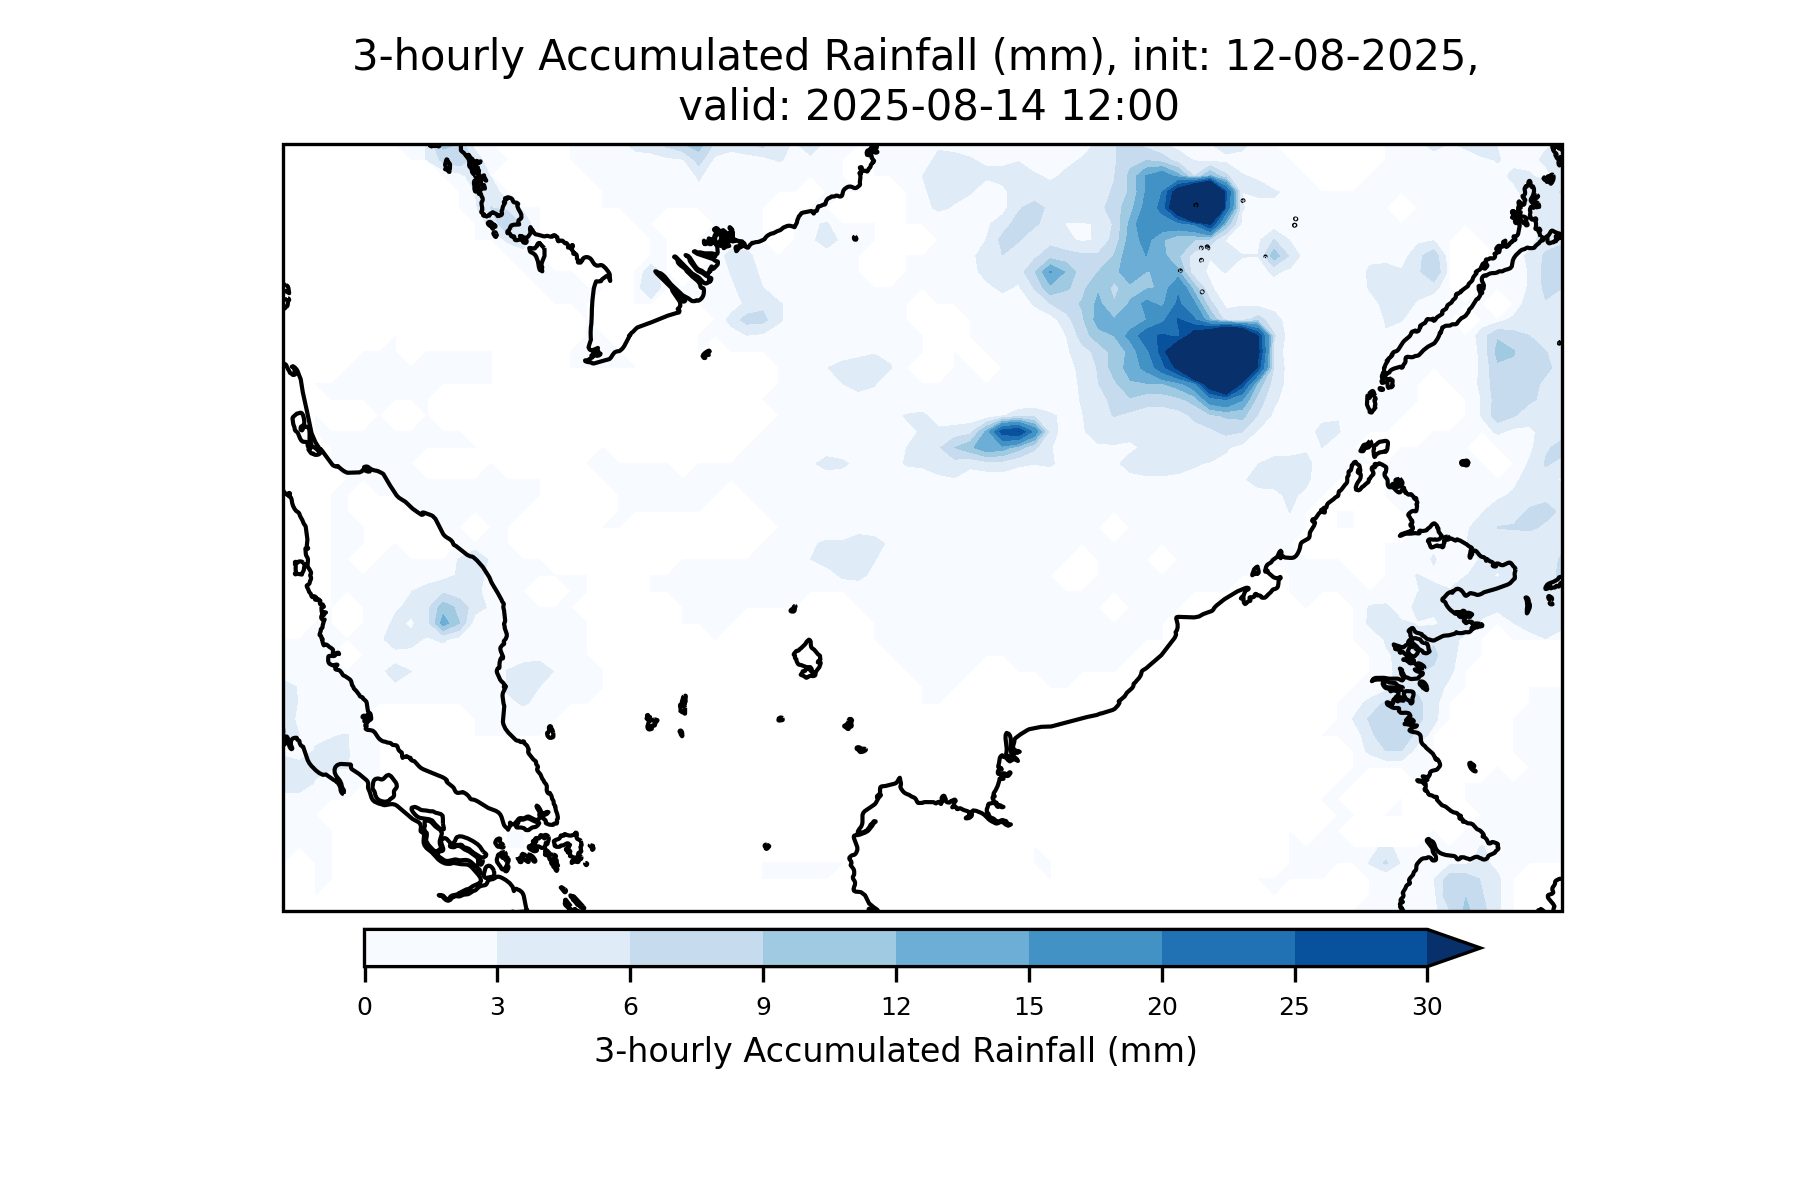 3-hourly Accumulated Rainfall (mm), init: 12-08-2025,
valid: 2025-08-14 12:00
0 3 6 9 12 15 20 25 30
3-hourly Accumulated Rainfall (mm)